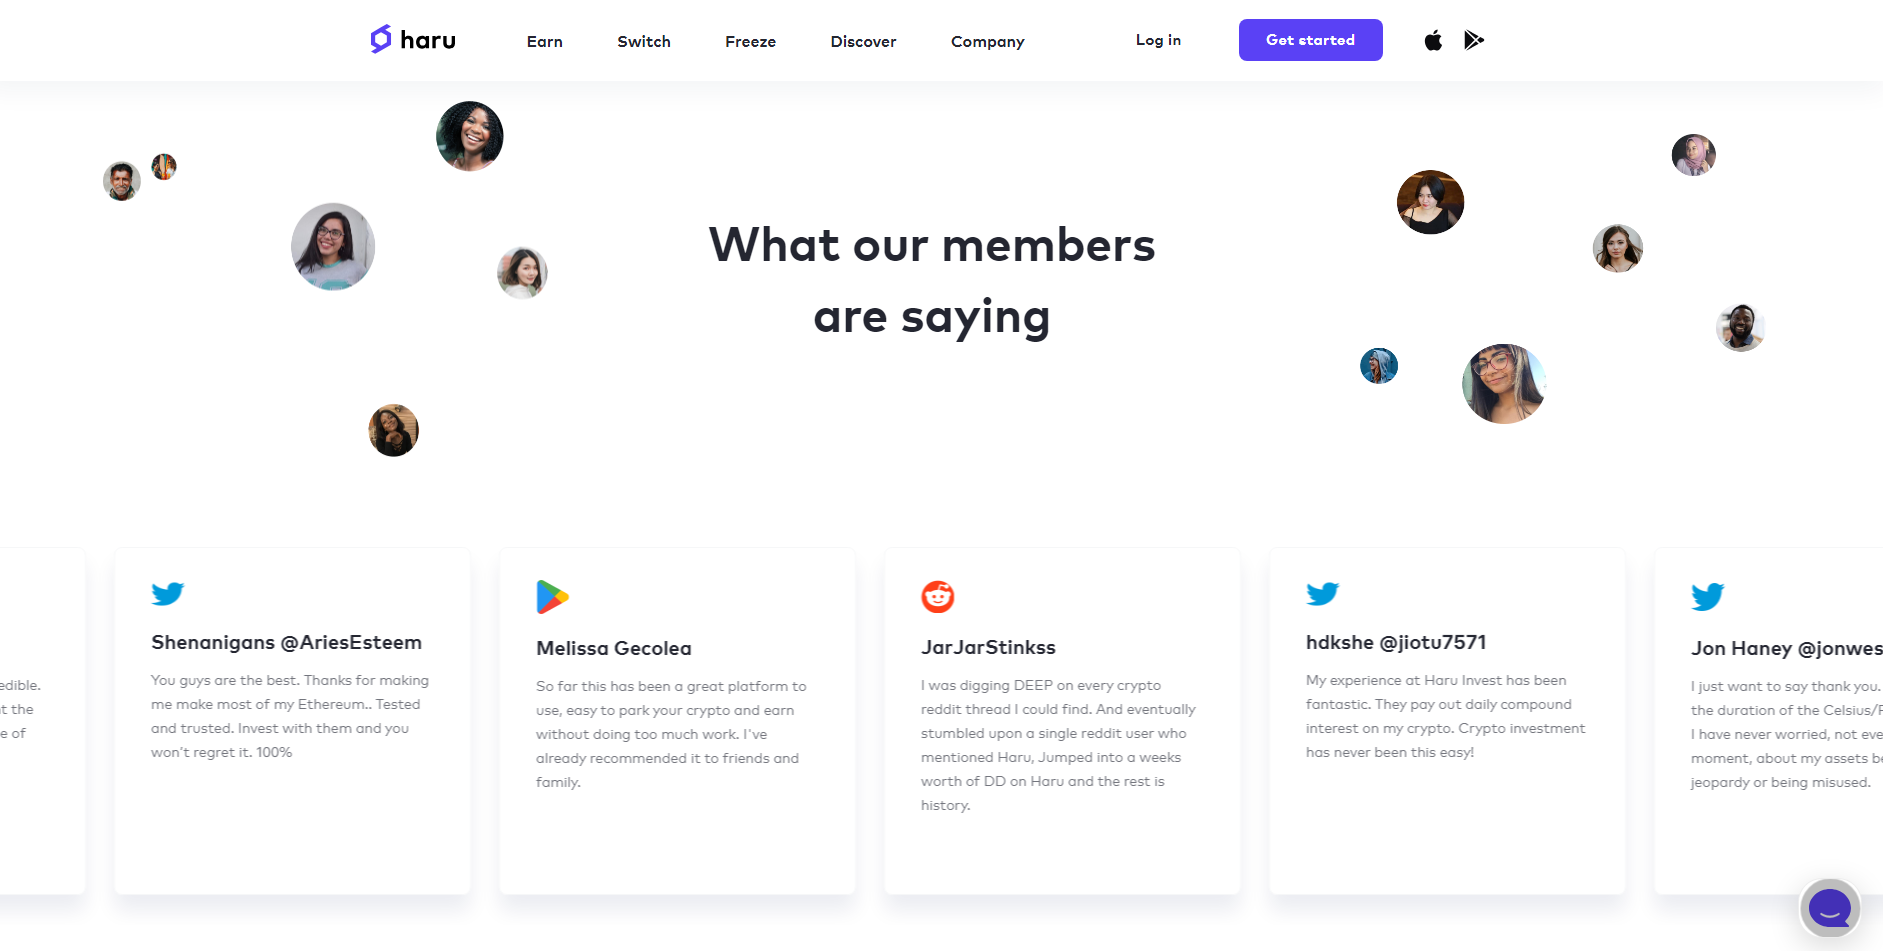 haru
Earn
Switch
Freeze
Discover
Company
Log in
Get started
What our members
are saying
edible.
t the
e of
Shenanigans @AriesEsteem
You guys are the best. Thanks for making
me make most of my Ethereum.. Tested
and trusted. Invest with them and you
won't regret it. 100%
Melissa Gecolea
So far this has been a great platform to
use, easy to park your crypto and earn
without doing too much work. I've
already recommended it to friends and
family.
JarJarStinkss
I was digging DEEP on every crypto
reddit thread I could find. And eventually
stumbled upon a single reddit user who
mentioned Haru, Jumped into a weeks
worth of DD on Haru and the rest is
history.
hdkshe @jiotu7571
My experience at Haru Invest has been
fantastic. They pay out daily compound
interest on my crypto. Crypto investment
has never been this easy!
Jon Haney @jonwes
I just want to say thank you.
the duration of the Celsius/F
I have never worried, not eve
moment, about my assets be
jeopardy or being misused.